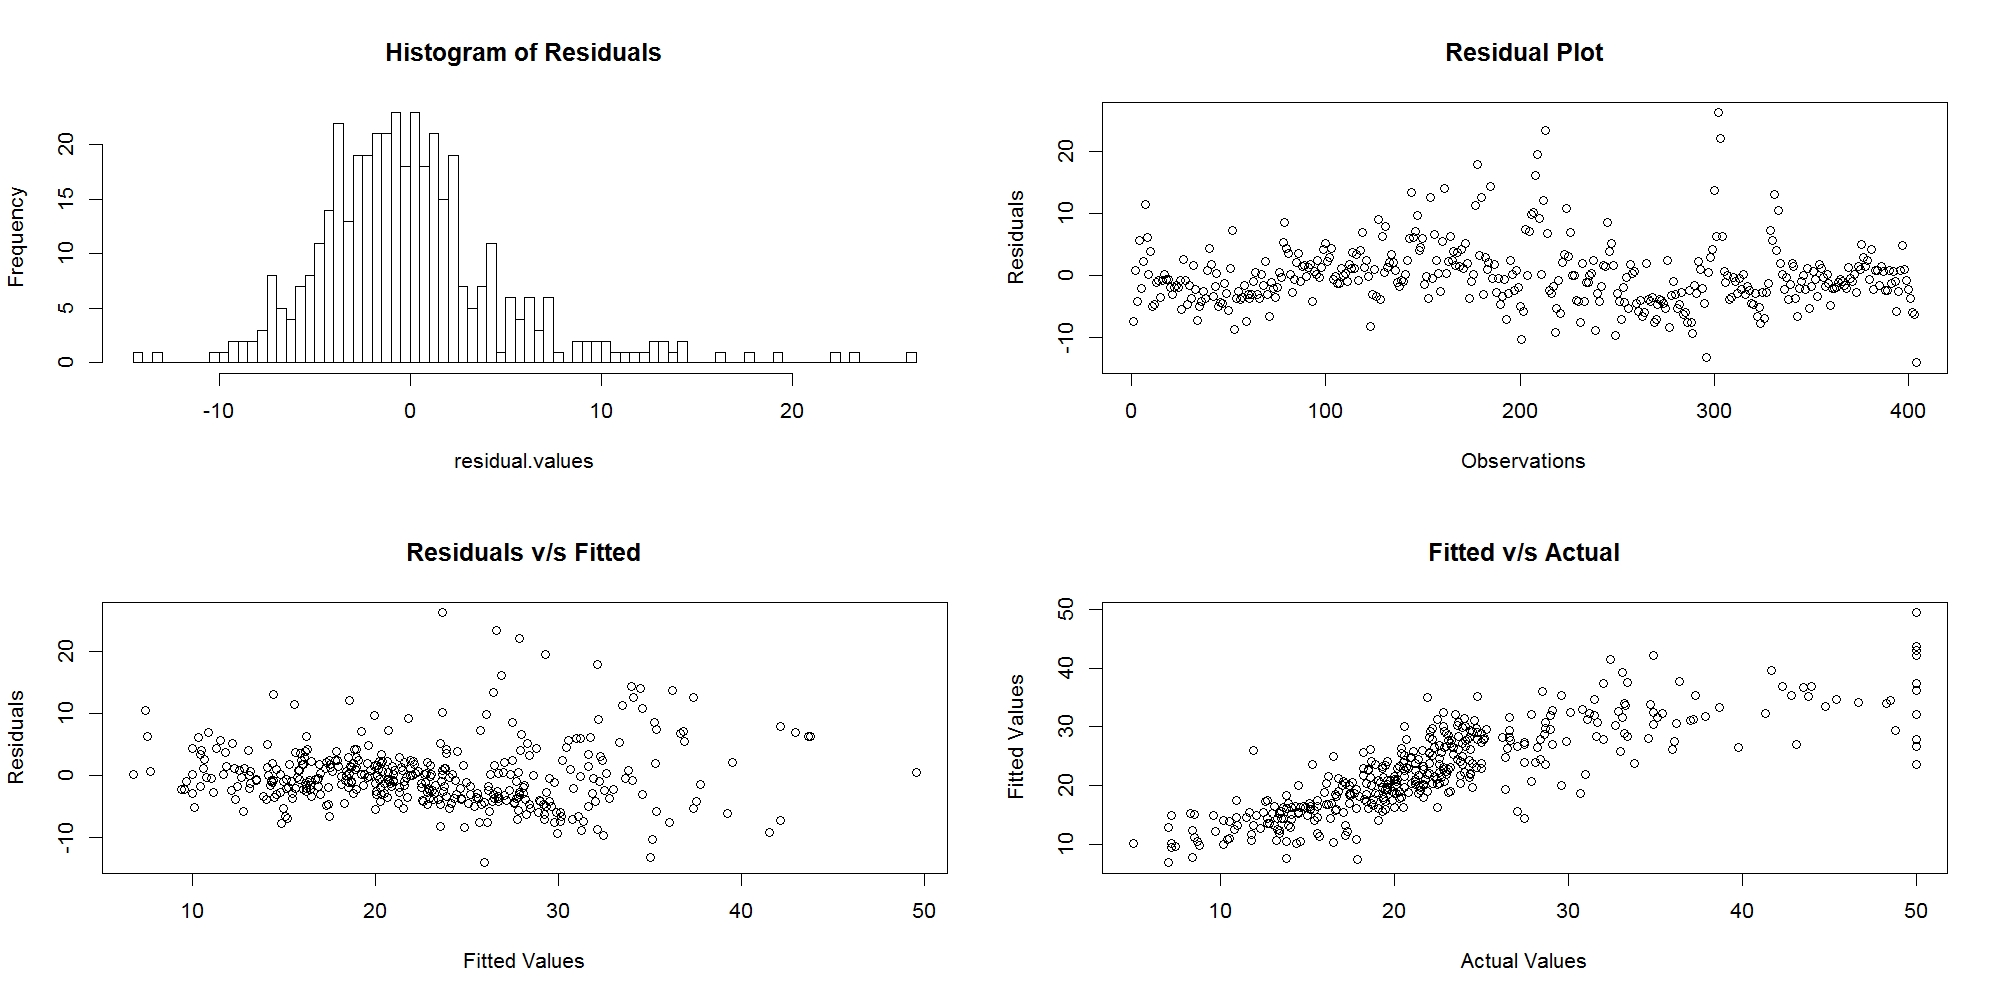 Histogram of Residuals
Frequency
0 5 10 15 20
-10 0 10 20
residual.values
Residual Plot
Residuals
-10 0 10 20
0 100 200 300 400
Observations
Residuals v/s Fitted
Residuals
-10 0 10 20
10 20 30 40 50
Fitted Values
Fitted v/s Actual
Fitted Values
10 20 30 40 50
10 20 30 40 50
Actual Values